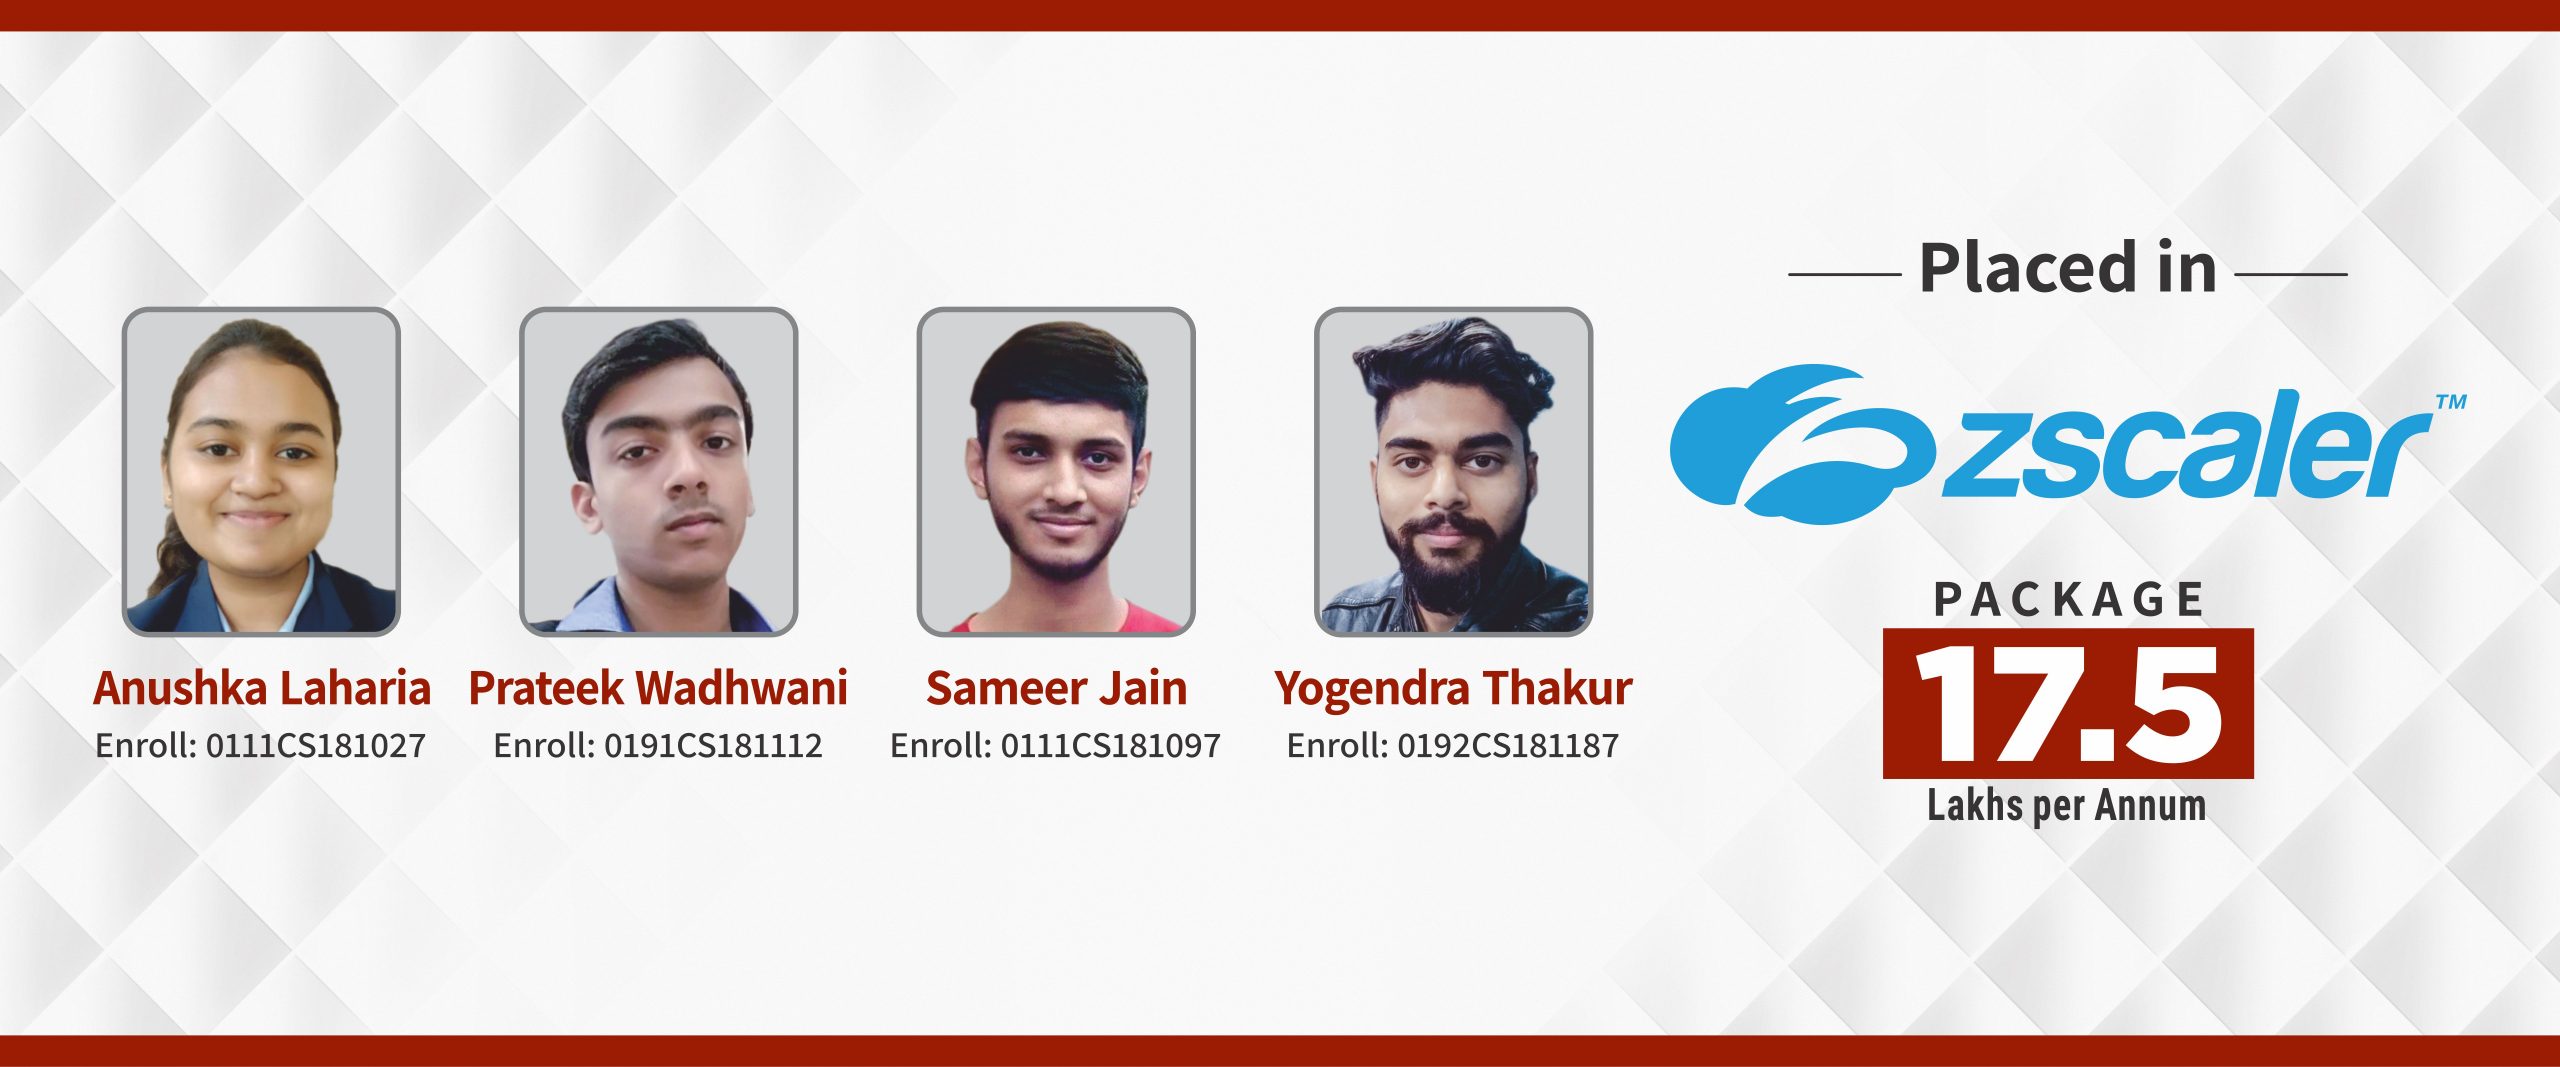 Placed in
zscaler™
PACKAGE
17.5
Lakhs per Annum
Anushka Laharia
Enroll: 0111CS181027
Prateek Wadhwani
Enroll: 0191CS181112
Sameer Jain
Enroll: 0111CS181097
Yogendra Thakur
Enroll: 0192CS181187